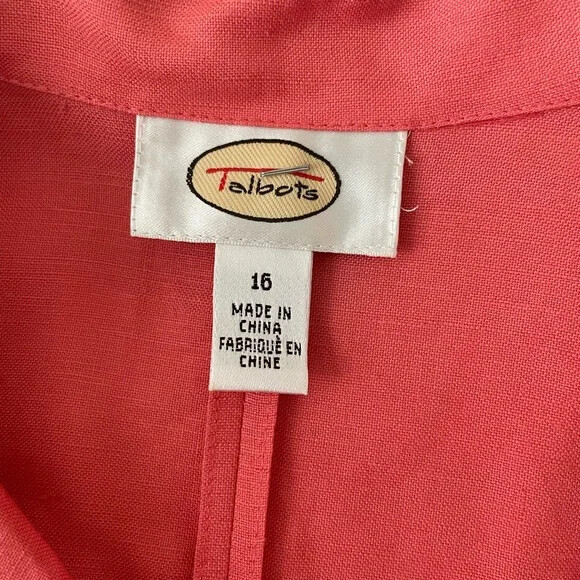 Talbots
16
MADE IN
CHINA
FABRIQUÈ EN
CHINE